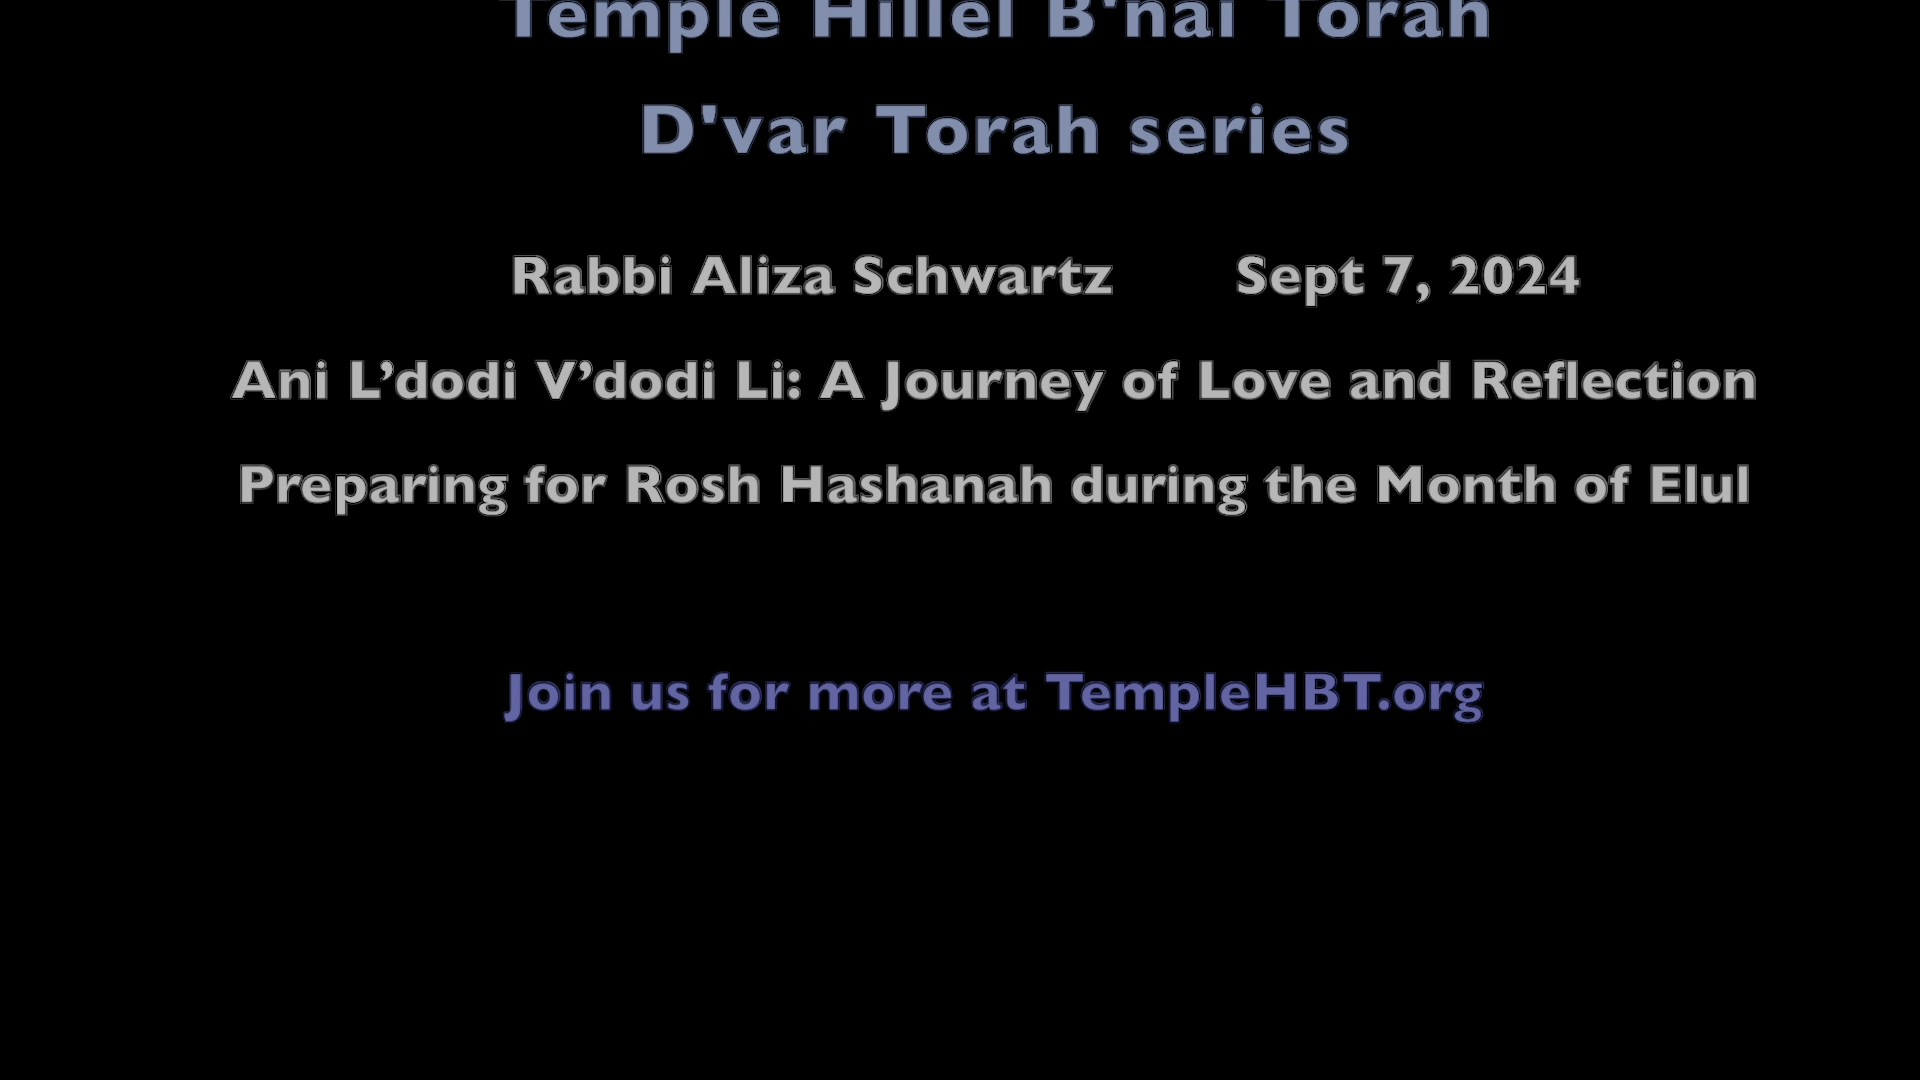 Temple Hillel B'nai Torah
D'var Torah series
Rabbi Aliza Schwartz Sept 7, 2024
Ani L’dodi V’dodi Li: A Journey of Love and Reflection
Preparing for Rosh Hashanah during the Month of Elul
Join us for more at TempleHBT.org